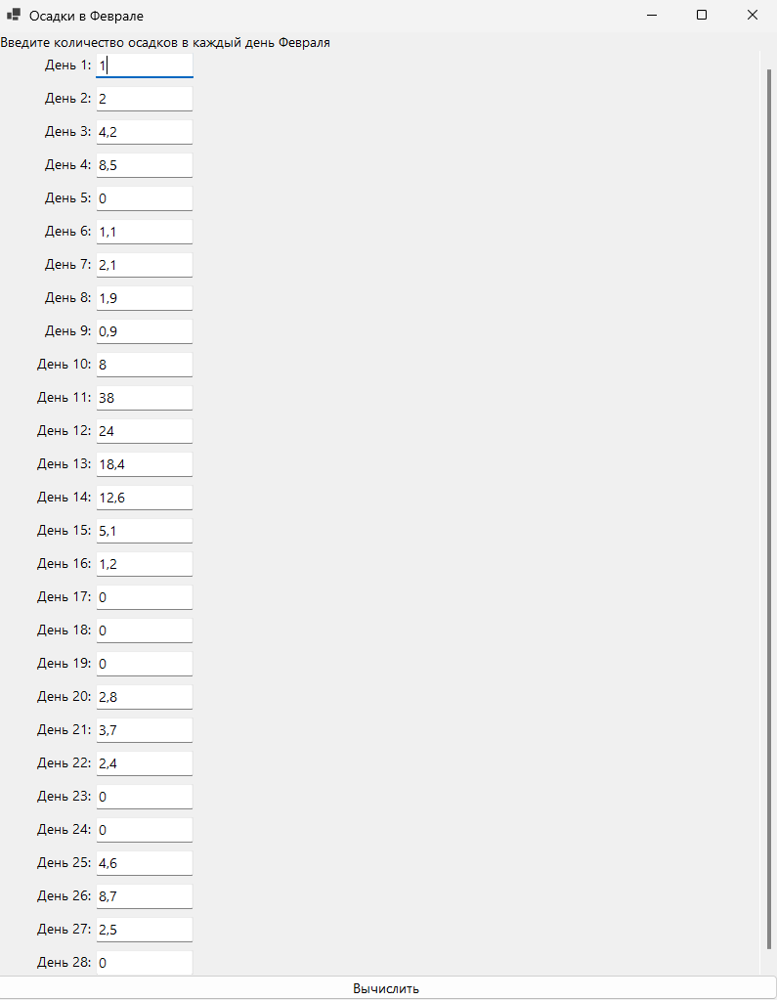 Осадки в Феврале
Введите количество осадков в каждый день Февраля
День 1: 1
День 2: 2
День 3: 4,2
День 4: 8,5
День 5: 0
День 6: 1,1
День 7: 2,1
День 8: 1,9
День 9: 0,9
День 10: 8
День 11: 38
День 12: 24
День 13: 18,4
День 14: 12,6
День 15: 5,1
День 16: 1,2
День 17: 0
День 18: 0
День 19: 0
День 20: 2,8
День 21: 3,7
День 22: 2,4
День 23: 0
День 24: 0
День 25: 4,6
День 26: 8,7
День 27: 2,5
День 28: 0
Вычислить